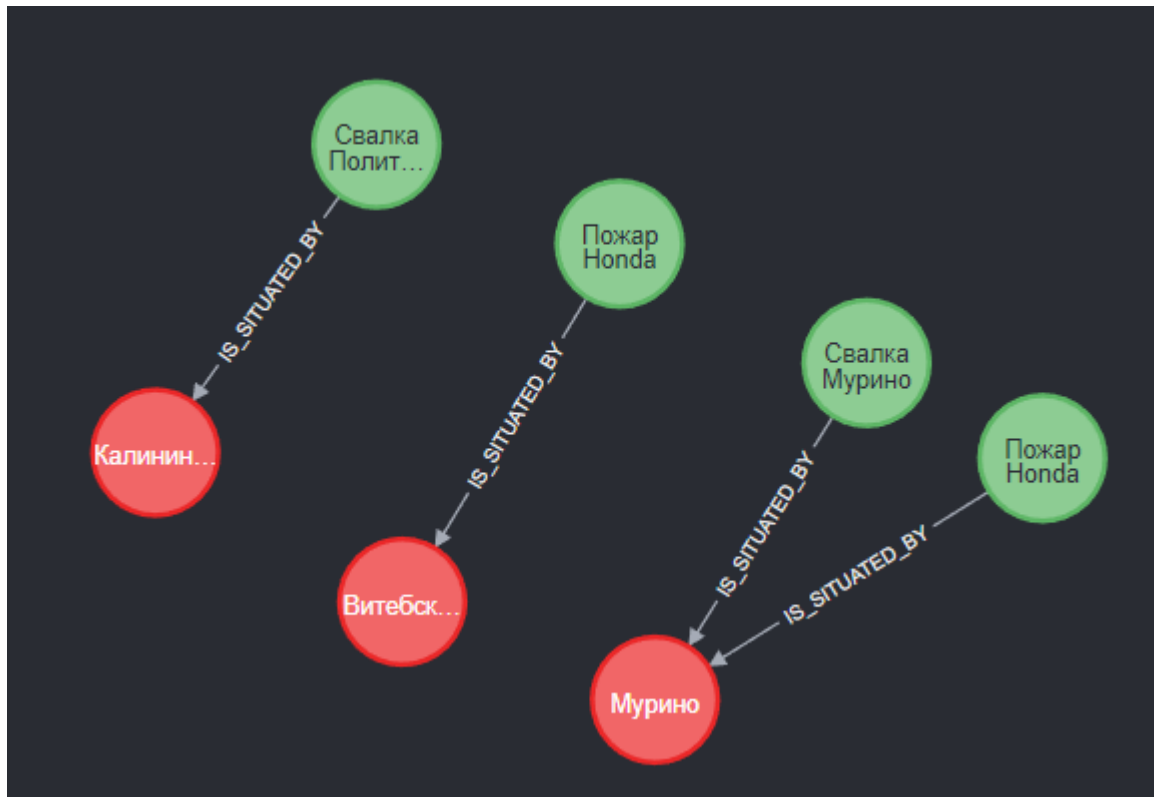 Свалка
Полит…
IS_SITUATED_BY
Калинин…
Пожар
Honda
IS_SITUATED_BY
Витебск…
Свалка
Мурино
IS_SITUATED_BY
Пожар
Honda
IS_SITUATED_BY
Мурино